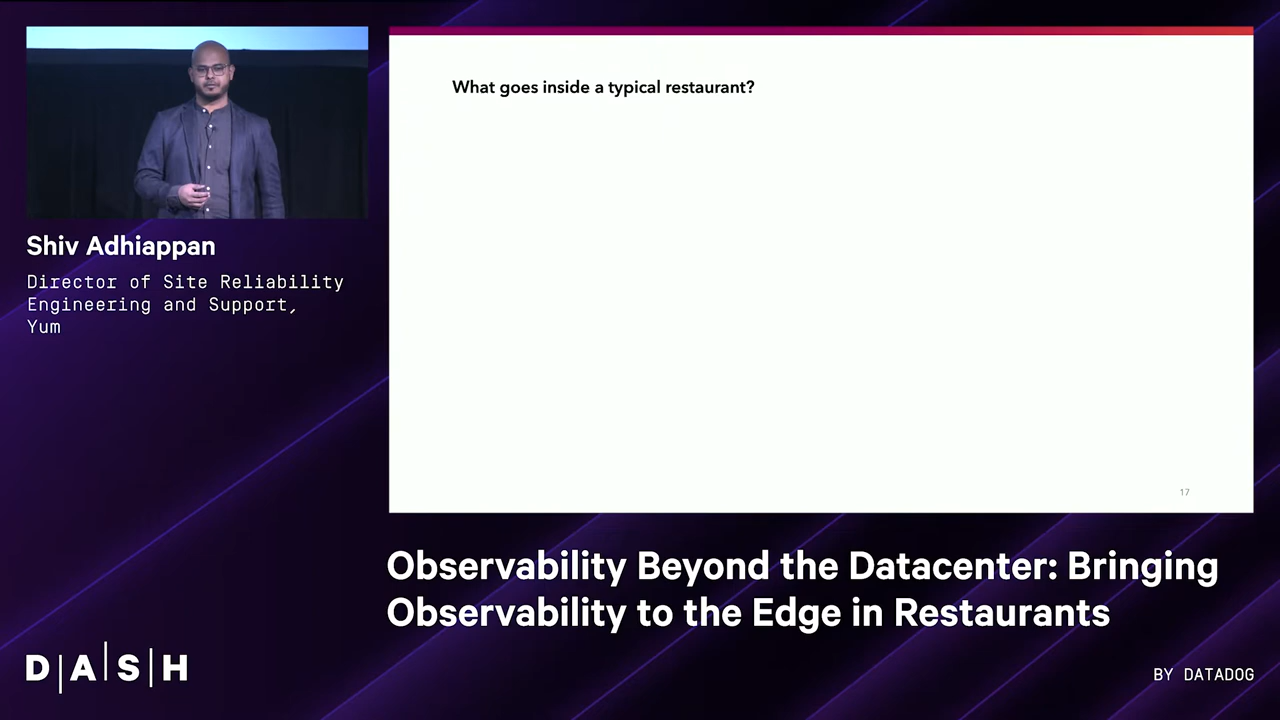 Shiv Adhiappan
Director of Site Reliability
Engineering and Support,
Yum
What goes inside a typical restaurant?
17
Observability Beyond the Datacenter: Bringing
Observability to the Edge in Restaurants
D|A|S|H
BY DATADOG